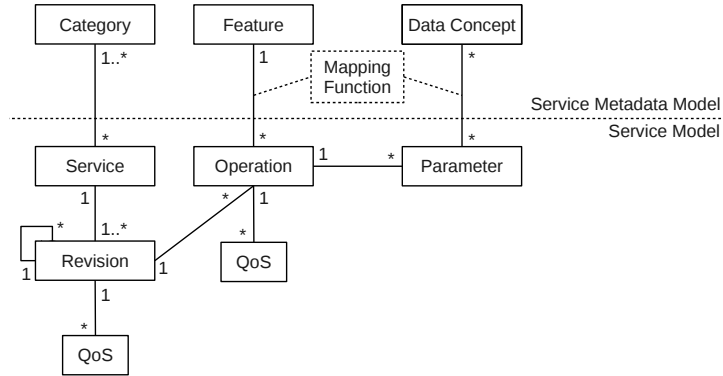 Category
Feature
Data Concept
1..*
1
*
Mapping
Function
Service Metadata Model
Service Model
*
*
*
Service
Operation
1
*
Parameter
1
*
1
1..*
*
*
Revision
1
1
QoS
1
*
QoS